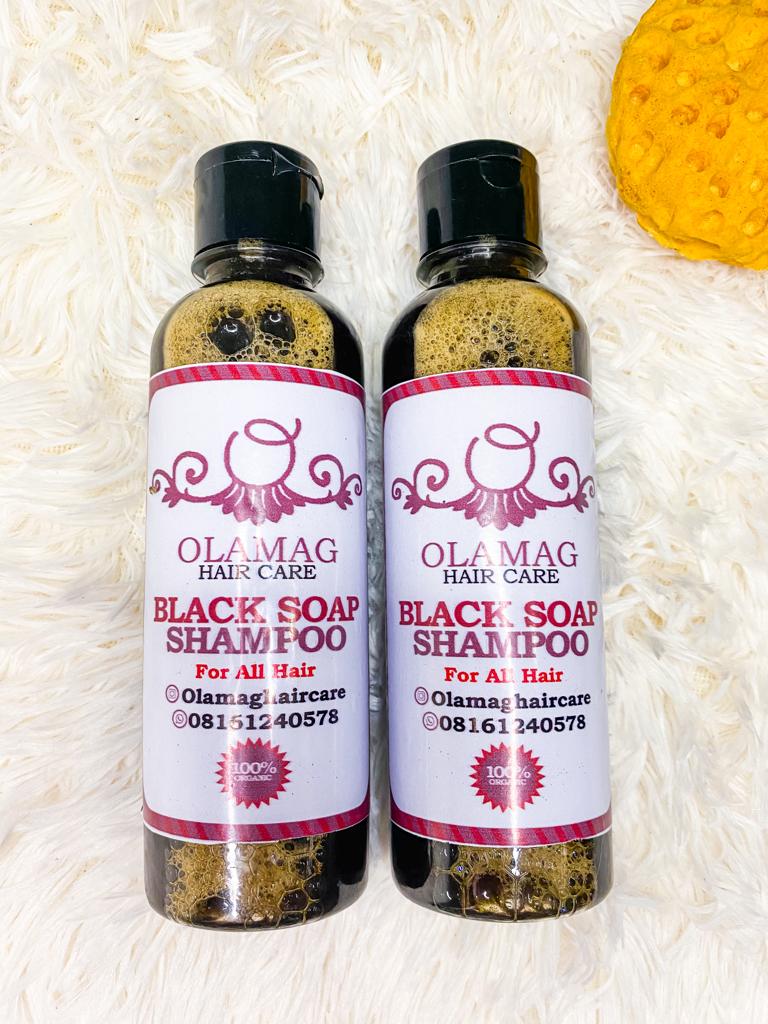 OLAMAG
HAIR CARE
BLACK SOAP
SHAMPOO
For All Hair
Olamaghaircare
08161240578
100%
ORGANIC
OLAMAG
HAIR CARE
BLACK SOAP
SHAMPOO
For All Hair
Olamaghaircare
08161240578
100%
ORGANIC